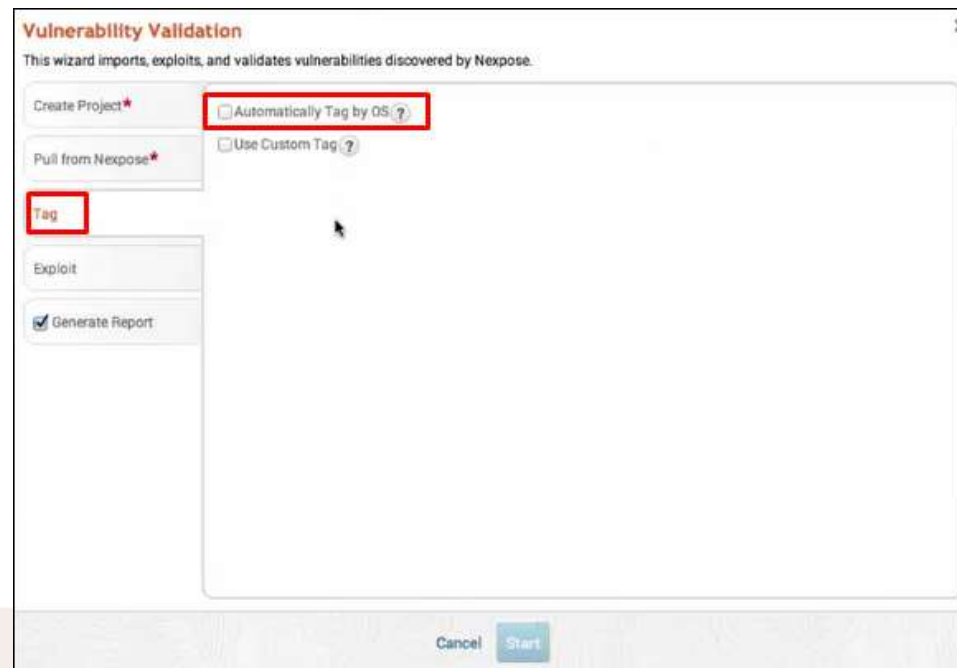 Vulnerability Validation
This wizard imports, exploits, and validates vulnerabilities discovered by Nexpose.
Create Project*
Automatically Tag by OS ?
Use Custom Tag ?
Pull from Nexpose*
Tag
Exploit
Generate Report
Cancel Start